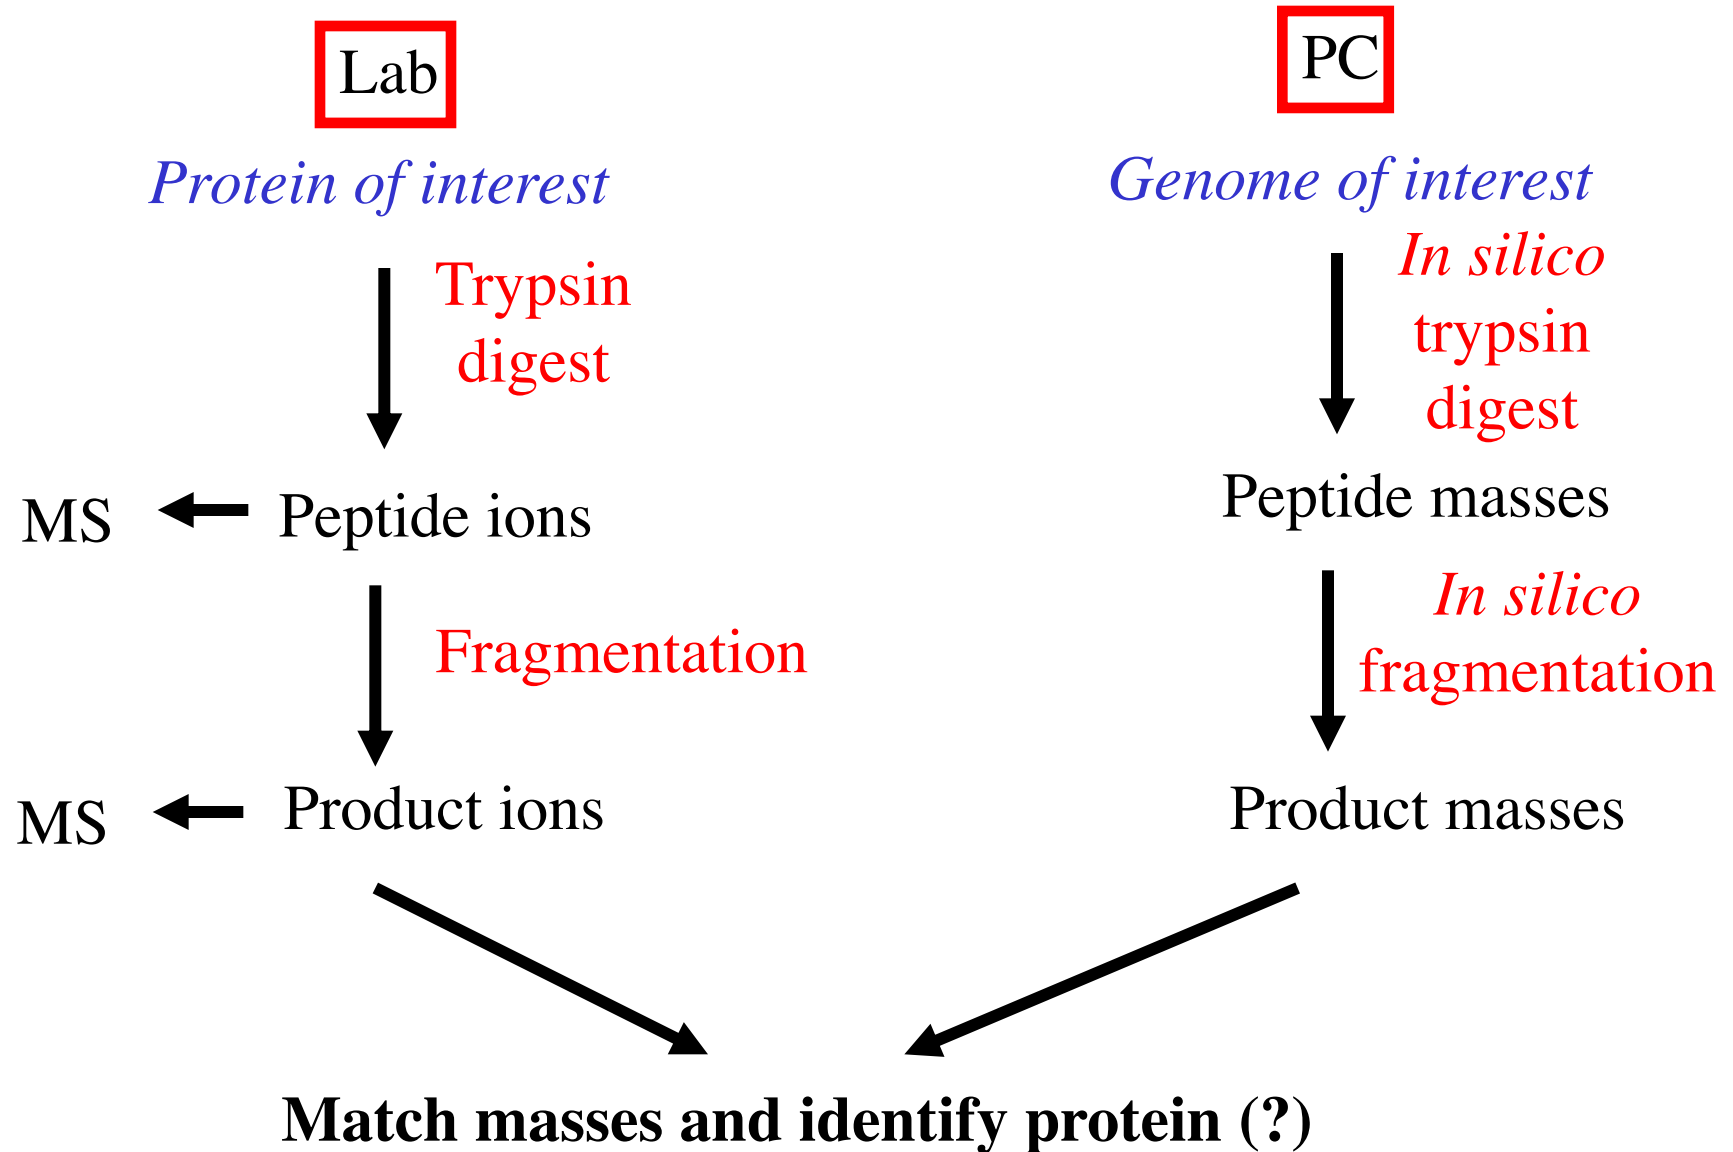 Lab
PC
Protein of interest
Genome of interest
Trypsin
digest
In silico
trypsin
digest
MS
Peptide ions
Peptide masses
Fragmentation
In silico
fragmentation
MS
Product ions
Product masses
Match masses and identify protein (?)